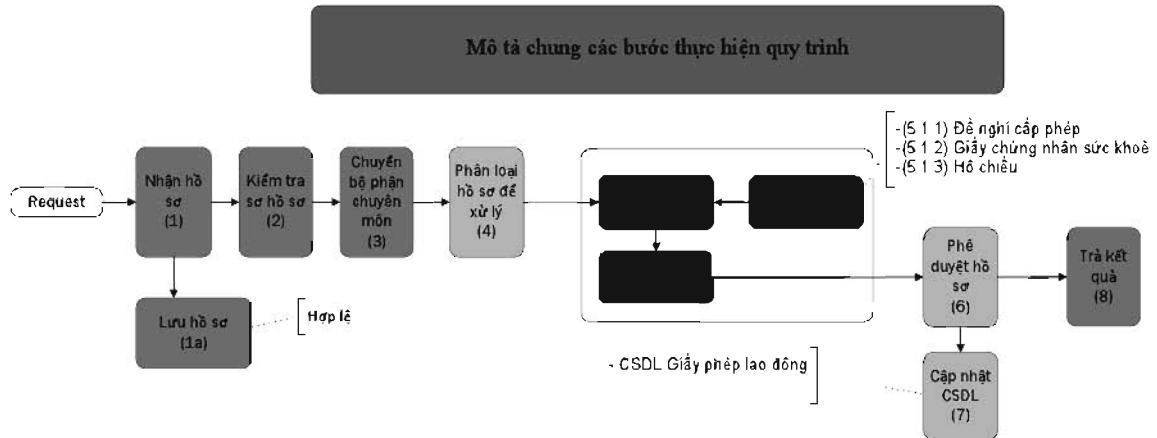 Mô tả chung các bước thực hiện quy trình
-(5 1 1) Đề nghị cấp phép
-(5 1 2) Giấy chứng nhân sức khoẻ
-(5 1 3) Hô chiếu
Request
Nhận hồ
sơ
(1)
Kiểm tra
sơ hồ sơ
(2)
Chuyển
bộ phận
chuyên
môn
(3)
Phân loại
hồ sơ để
xử lý
(4)
Phê
duyệt hồ
sơ
(6)
Trả kết
quả
(8)
Lưu hồ sơ
(1a)
Hợp lệ
- CSDL Giấy phép lao đông
Cập nhật
CSDL
(7)